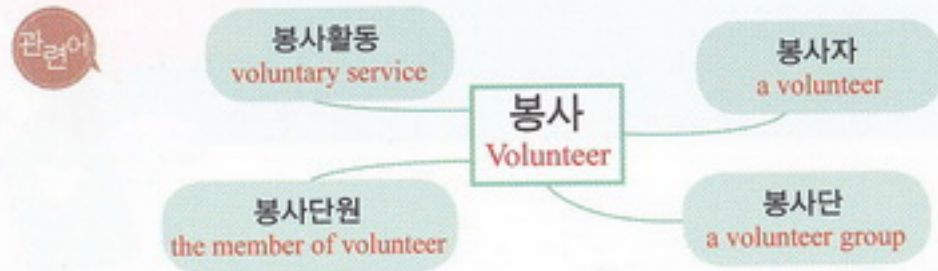 관련어
봉사활동
voluntary service
봉사자
a volunteer
봉사
Volunteer
봉사단원
the member of volunteer
봉사단
a volunteer group